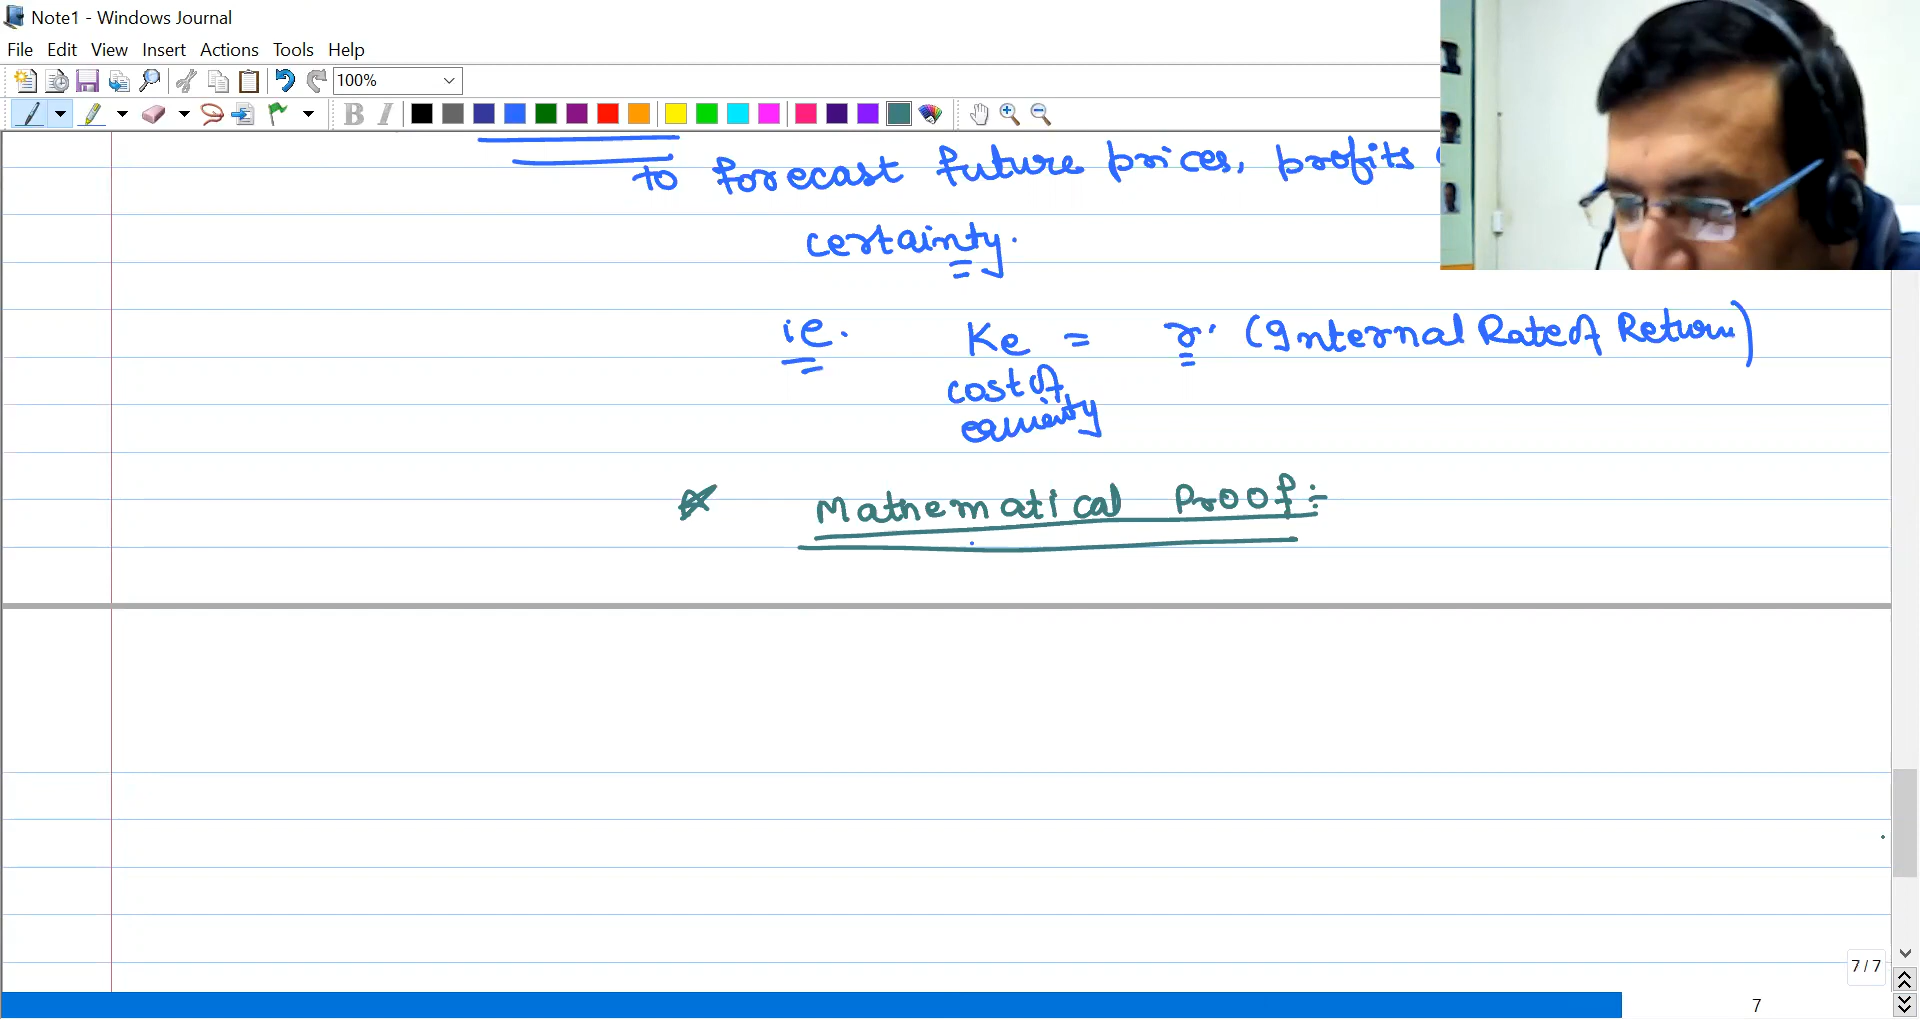 Note1 - Windows Journal
File Edit View Insert Actions Tools Help
100%
B I
to forecast future prices, profits
certainty.
ie. Ke = r. (Internal Rate of Return)
cost of
equity
Mathematical Proof :-
7 / 7
7